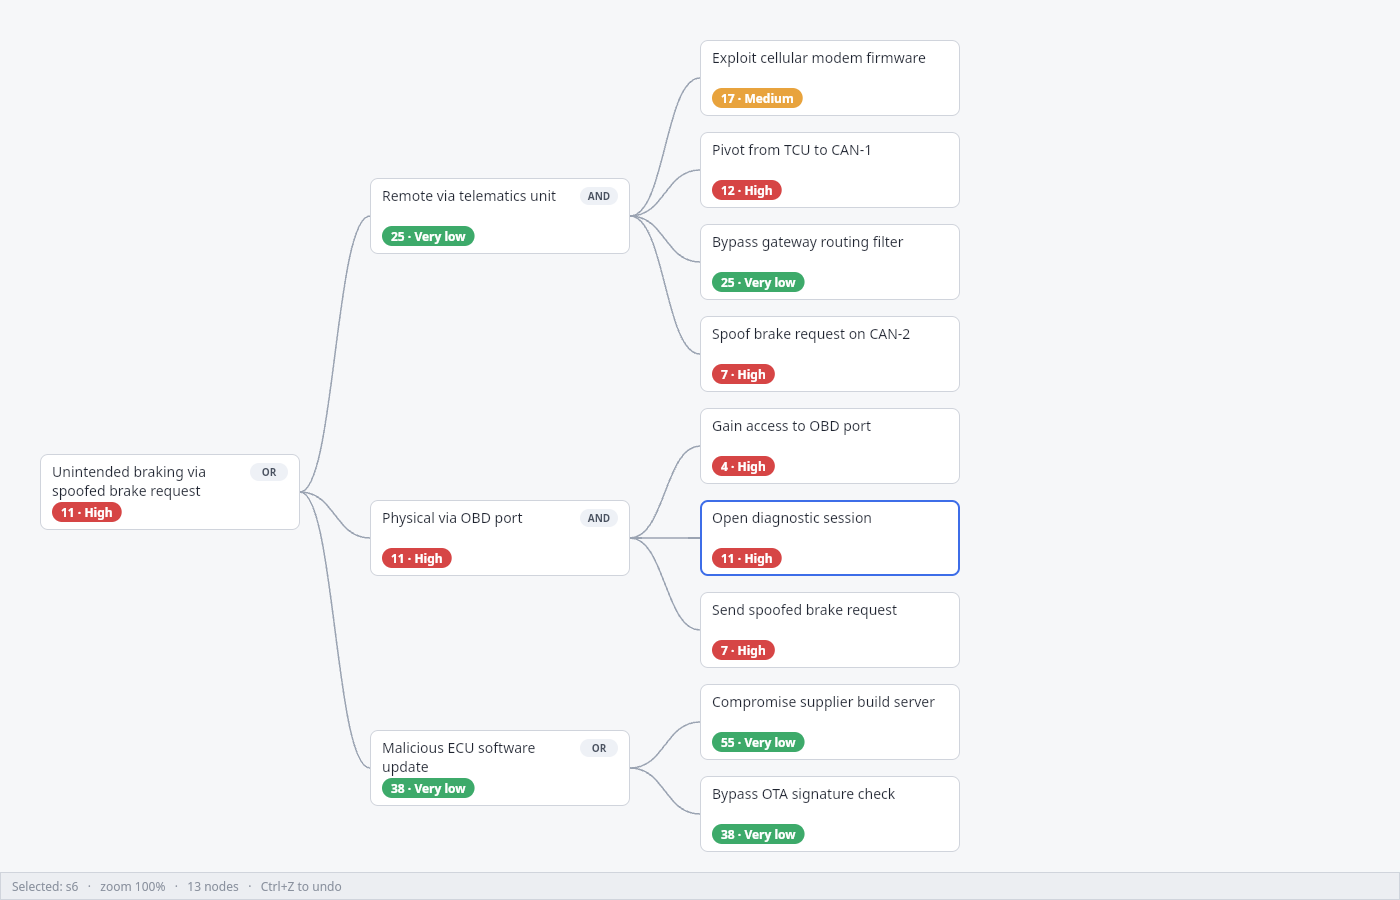 Unintended braking via
spoofed brake request
OR
11 · High
Remote via telematics unit
AND
25 · Very low
Physical via OBD port
AND
11 · High
Malicious ECU software
update
OR
38 · Very low
Exploit cellular modem firmware
17 · Medium
Pivot from TCU to CAN-1
12 · High
Bypass gateway routing filter
25 · Very low
Spoof brake request on CAN-2
7 · High
Gain access to OBD port
4 · High
Open diagnostic session
11 · High
Send spoofed brake request
7 · High
Compromise supplier build server
55 · Very low
Bypass OTA signature check
38 · Very low
Selected: s6 · zoom 100% · 13 nodes · Ctrl+Z to undo